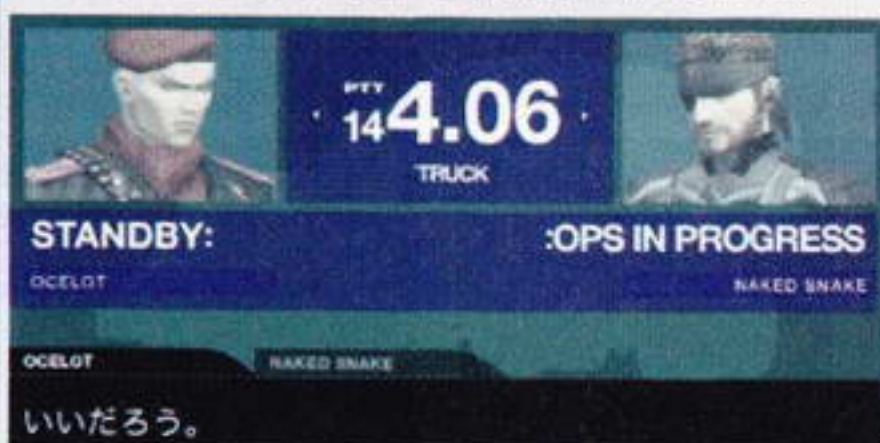 PTT
144.06
TRUCK
STANDBY:
:OPS IN PROGRESS
OCELOT
NAKED SNAKE
OCELOT
NAKED SNAKE
いいだろう。